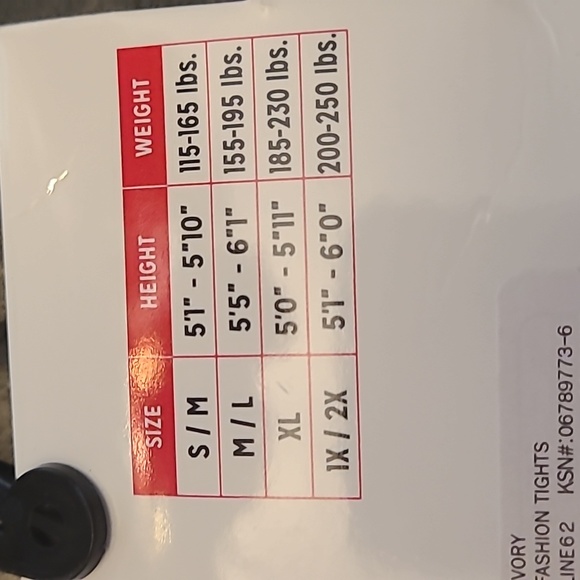 SIZE HEIGHT WEIGHT
S / M 5'1" - 5"10" 115-165 lbs.
M / L 5'5" - 6"1" 155-195 lbs.
XL 5'0" - 5"11" 185-230 lbs.
1X / 2X 5'1" - 6"0" 200-250 lbs.
VORY
ASHION TIGHTS
INE62 KSN#:06789773-6